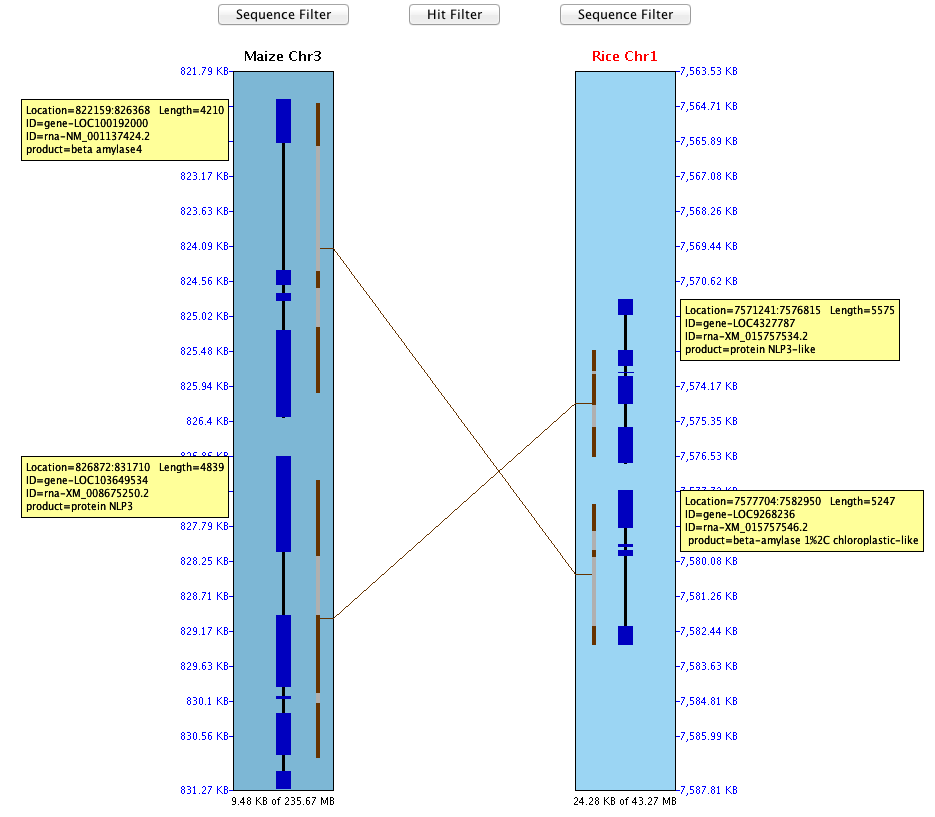 Sequence Filter
Hit Filter
Sequence Filter
Maize Chr3
Rice Chr1
821.79 KB
823.17 KB
823.63 KB
824.09 KB
824.56 KB
825.02 KB
825.48 KB
825.94 KB
826.4 KB
827.79 KB
828.25 KB
828.71 KB
829.17 KB
829.63 KB
830.1 KB
830.56 KB
831.27 KB
Location=822159:826368 Length=4210
ID=gene-LOC100192000
ID=rna-NM_001137424.2
product=beta amylase4
Location=826872:831710 Length=4839
ID=gene-LOC103649534
ID=rna-XM_008675250.2
product=protein NLP3
7,563.53 KB
7,564.71 KB
7,565.89 KB
7,567.08 KB
7,568.26 KB
7,569.44 KB
7,570.62 KB
7,574.17 KB
7,575.35 KB
7,576.53 KB
7,580.08 KB
7,581.26 KB
7,582.44 KB
7,583.63 KB
7,584.81 KB
7,585.99 KB
7,587.81 KB
Location=7571241:7576815 Length=5575
ID=gene-LOC4327787
ID=rna-XM_015757534.2
product=protein NLP3-like
Location=7577704:7582950 Length=5247
ID=gene-LOC9268236
ID=rna-XM_015757546.2
product=beta-amylase 1%2C chloroplastic-like
9.48 KB of 235.67 MB
24.28 KB of 43.27 MB